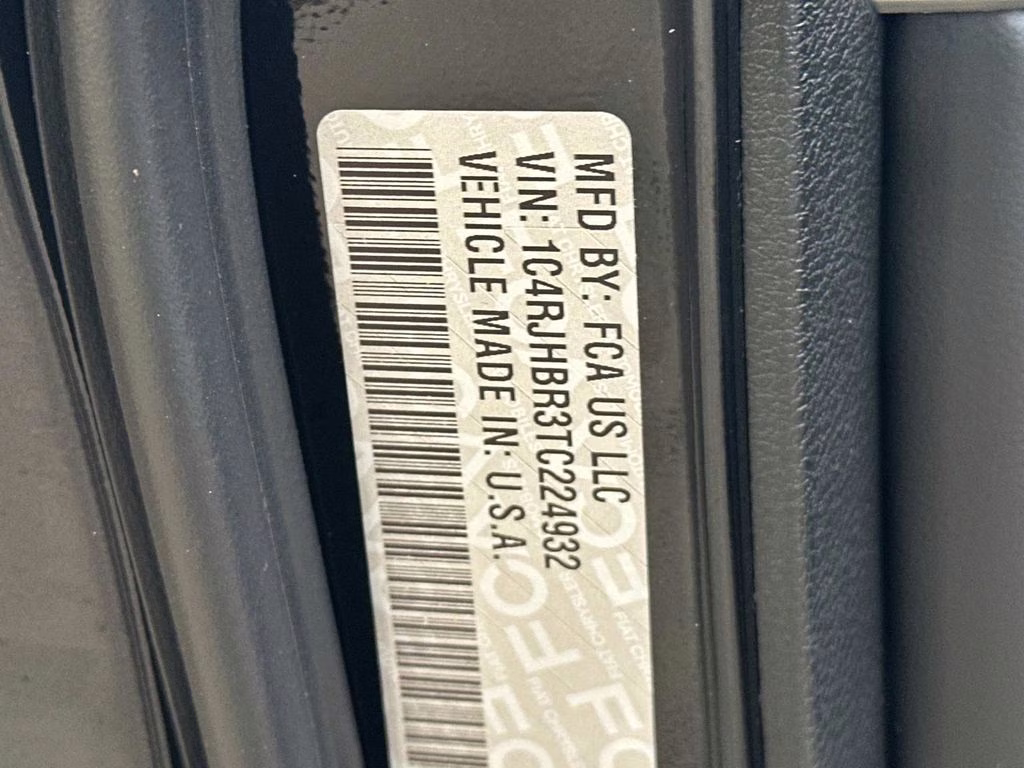 MFD BY: FCA US LLC
VIN: 1C4RJHBR3TC224932
VEHICLE MADE IN: U.S.A.